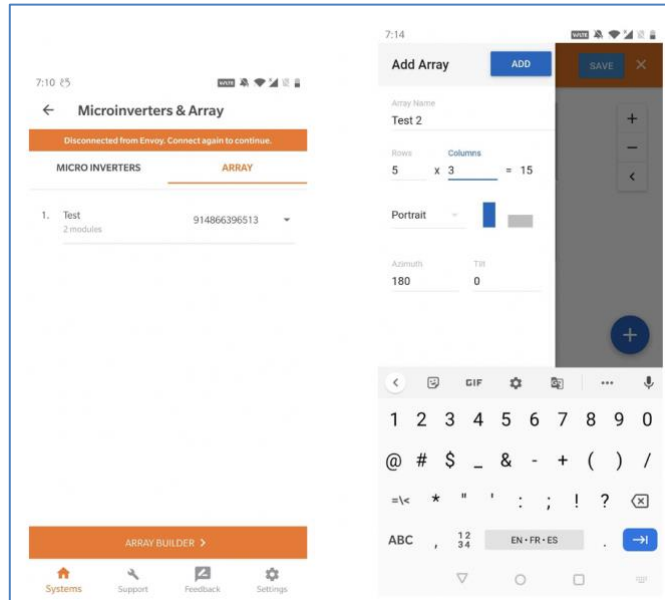 7:10
Microinverters & Array
Disconnected from Envoy. Connect again to continue.
MICRO INVERTERS ARRAY
1. Test 914866396513
2 modules
ARRAY BUILDER >
Systems Support Feedback Settings
7:14
Add Array ADD SAVE
Array Name
Test 2
Rows Columns
5 x 3 = 15
Portrait
Azimuth Tilt
180 0
GIF
1 2 3 4 5 6 7 8 9 0
@ # $ _ & - + ( ) /
=\< * " ' : ; ! ?
ABC , 12 34 EN • FR • ES .